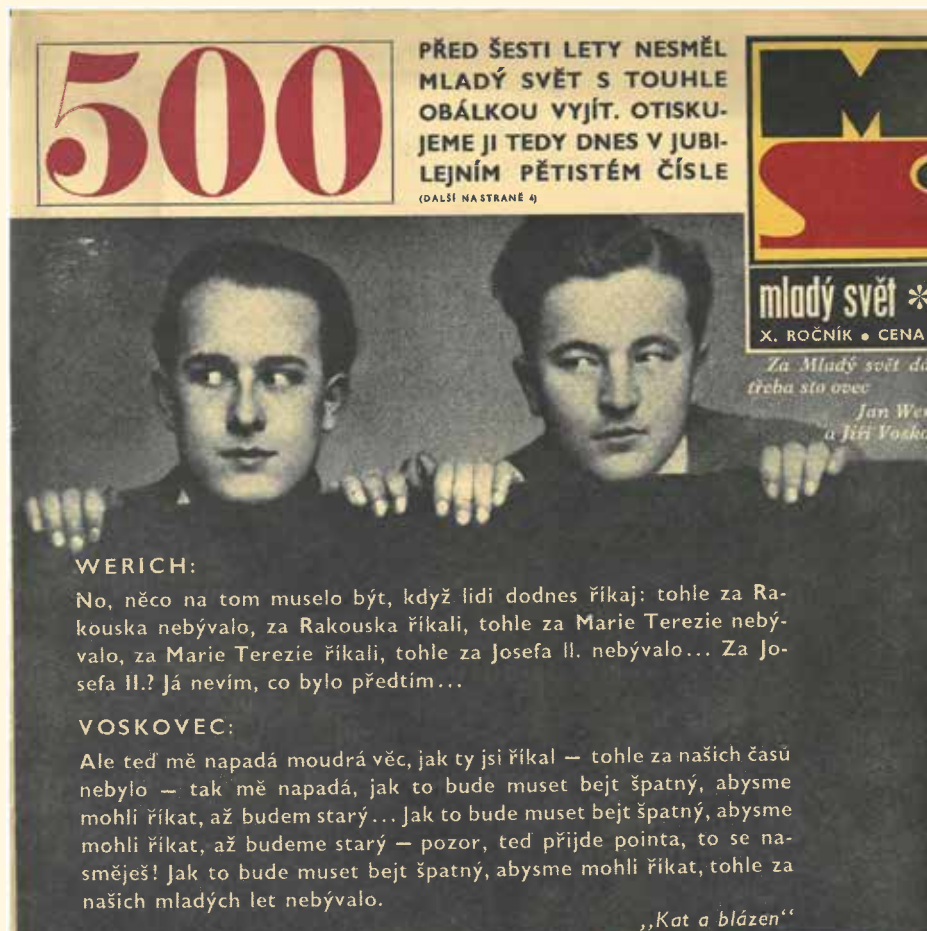 500
PŘED ŠESTI LETY NESMĚL
MLADÝ SVĚT S TOUHLE
OBÁLKOU VYJÍT. OTISKU-
JEME JI TEDY DNES V JUBI-
LEJNÍM PĚTISTÉM ČÍSLE
(DALŠÍ NA STRANĚ 4)
MS
mladý svět *
X. ROČNÍK • CENA
Za Mladý svět
třeba sto ovec
Jan
a Jiří
WERICH:
No, něco na tom muselo být, když lidi dodnes říkaj: tohle za Ra-
kouska nebývalo, za Rakouska říkali, tohle za Marie Terezie neby-
valo, za Marie Terezie říkali, tohle za Josefa II. nebývalo... Za Jo-
sefa II.? Já nevím, co bylo předtím...
VOSKOVEC:
Ale teď mě napadá moudrá věc, jak ty jsi říkal — tohle za našich časů
nebylo — tak mě napadá, jak to bude muset bejt špatný, abysme
mohli říkat, až budem starý... Jak to bude muset bejt špatný, abysme
mohli říkat, až budeme starý — pozor, teď přijde pointa, to se na-
směješ! Jak to bude muset bejt špatný, abysme mohli říkat, tohle za
našich mladých let nebývalo.
„Kat a blázen“